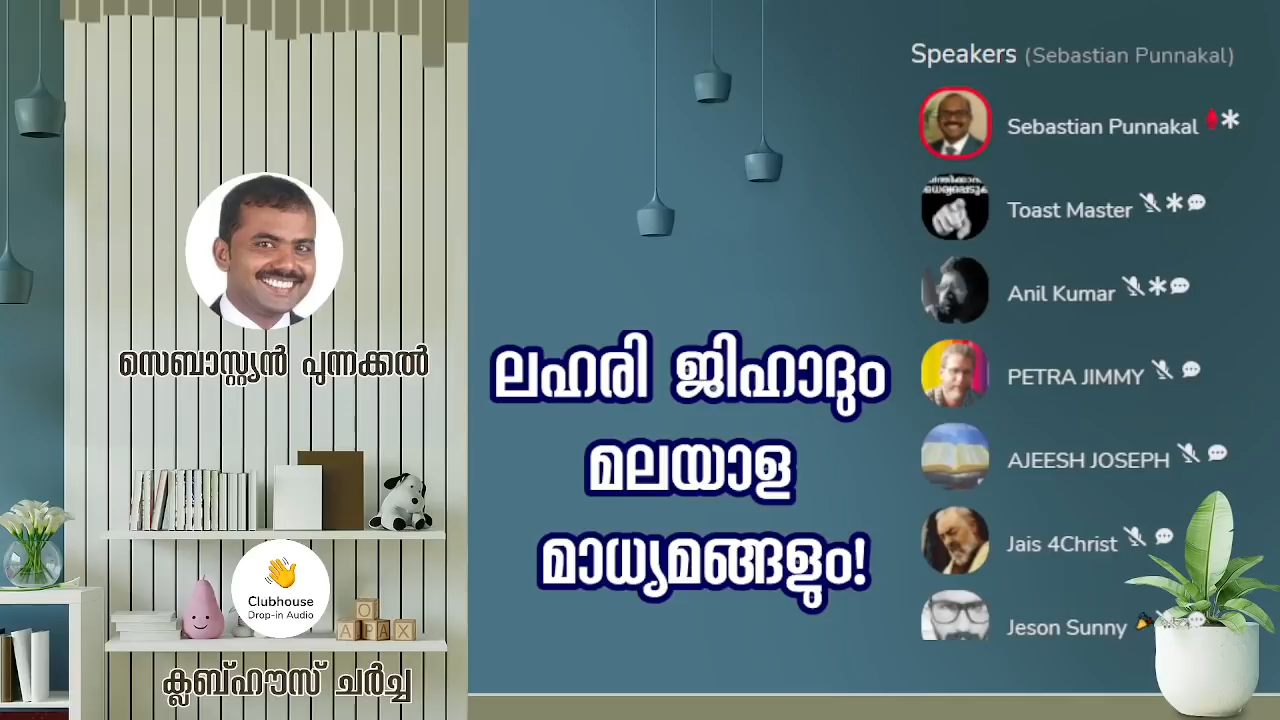 സെബാസ്റ്റ്യൻ പുന്നക്കൽ
Clubhouse
Drop-in Audio
O
A P A X
ക്ലബ്ഹൗസ് ചർച്ച
ലഹരി ജിഹാദും
മലയാള
മാധ്യമങ്ങളും!
Speakers (Sebastian Punnakal)
Sebastian Punnakal
Toast Master
Anil Kumar
PETRA JIMMY
AJEESH JOSEPH
Jais 4Christ
Jeson Sunny